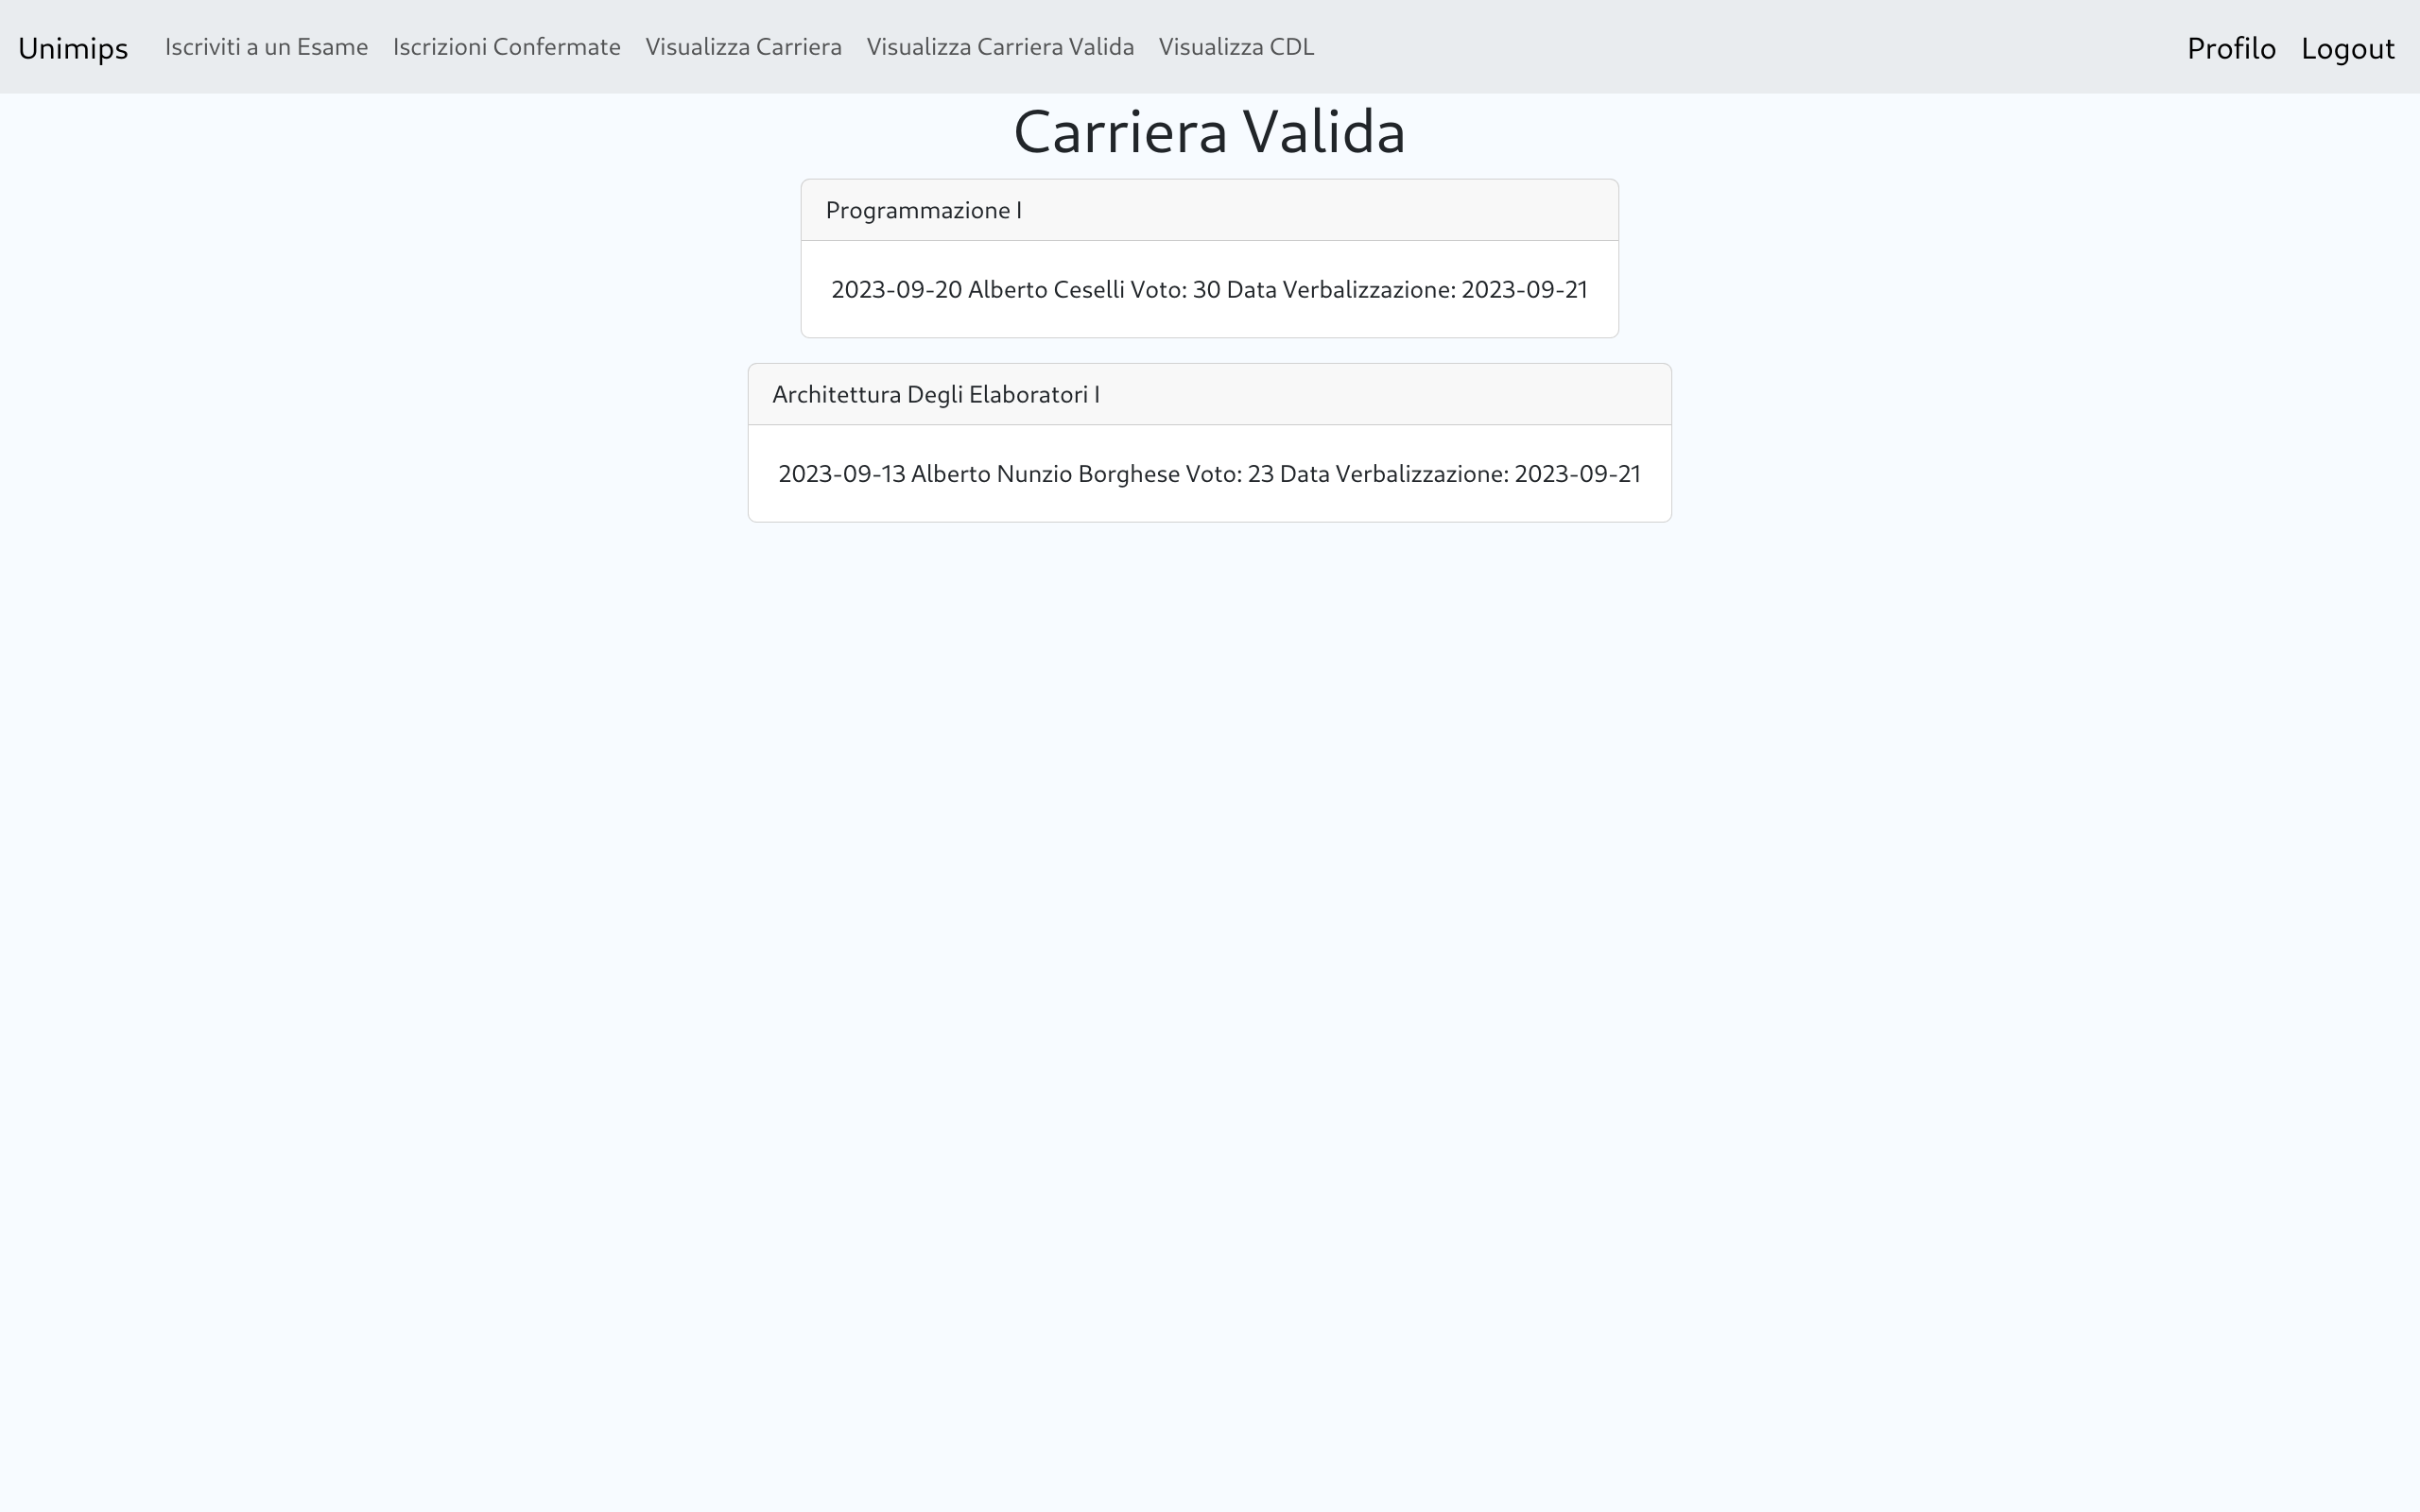 Unimips Iscriviti a un Esame Iscrizioni Confermate Visualizza Carriera Visualizza Carriera Valida Visualizza CDL Profilo Logout
Carriera Valida
Programmazione I
2023-09-20 Alberto Ceselli Voto: 30 Data Verbalizzazione: 2023-09-21
Architettura Degli Elaboratori I
2023-09-13 Alberto Nunzio Borghese Voto: 23 Data Verbalizzazione: 2023-09-21